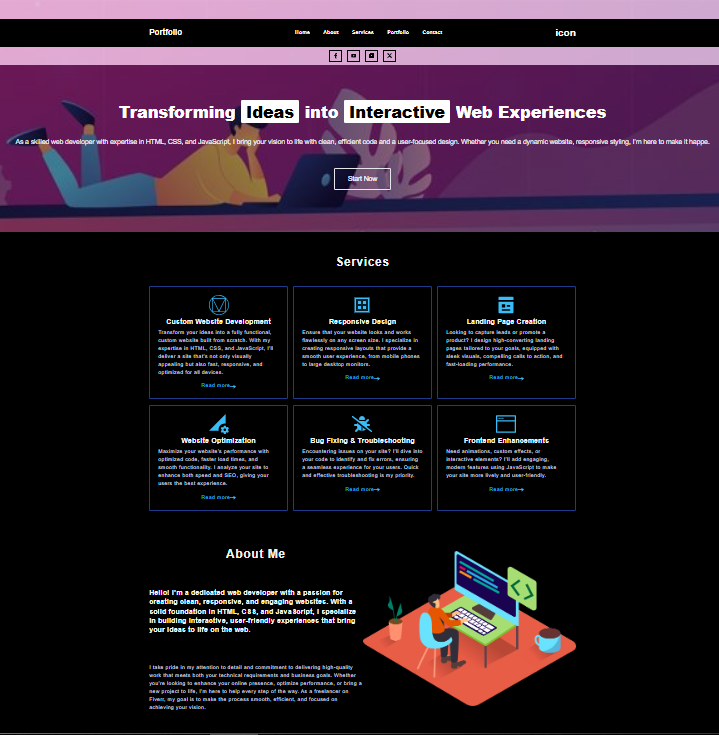 Portfolio
Home About Services Portfolio Contact
icon
Transforming Ideas into Interactive Web Experiences
As a skilled web developer with expertise in HTML, CSS, and JavaScript, I bring your vision to life with clean, efficient code and a user-focused design. Whether you need a dynamic website, responsive styling, I'm here to make it happe.
Start Now
Services
Custom Website Development
Transform your ideas into a fully functional,
custom website built from scratch. With my
expertise in HTML, CSS, and JavaScript, I'll
deliver a site that's not only visually
appealing but also fast, responsive, and
optimized for all devices.
Read more→
Responsive Design
Ensure that your website looks and works
flawlessly on any screen size. I specialize in
creating responsive layouts that provide a
smooth user experience, from mobile phones
to large desktop monitors.
Read more→
Landing Page Creation
Looking to capture leads or promote a
product? I design high-converting landing
pages tailored to your goals, equipped with
sleek visuals, compelling calls to action, and
fast-loading performance.
Read more→
Website Optimization
Maximize your website's performance with
optimized code, faster load times, and
smooth functionality. I analyze your site to
enhance both speed and SEO, giving your
users the best experience.
Read more→
Bug Fixing & Troubleshooting
Encountering issues on your site? I'll dive into
your code to identify and fix errors, ensuring
a seamless experience for your users. Quick
and effective troubleshooting is my priority.
Read more→
Frontend Enhancements
Need animations, custom effects, or
interactive elements? I'll add engaging,
modern features using JavaScript to make
your site more lively and user-friendly.
Read more→
About Me
Hello! I'm a dedicated web developer with a passion for
creating clean, responsive, and engaging websites. With a
solid foundation in HTML, CSS, and JavaScript, I specialize
in building interactive, user-friendly experiences that bring
your ideas to life on the web.
I take pride in my attention to detail and commitment to delivering high-quality
work that meets both your technical requirements and business goals. Whether
you're looking to enhance your online presence, optimize performance, or bring a
new project to life, I'm here to help every step of the way. As a freelancer on
Fiverr, my goal is to make the process smooth, efficient, and focused on
achieving your vision.